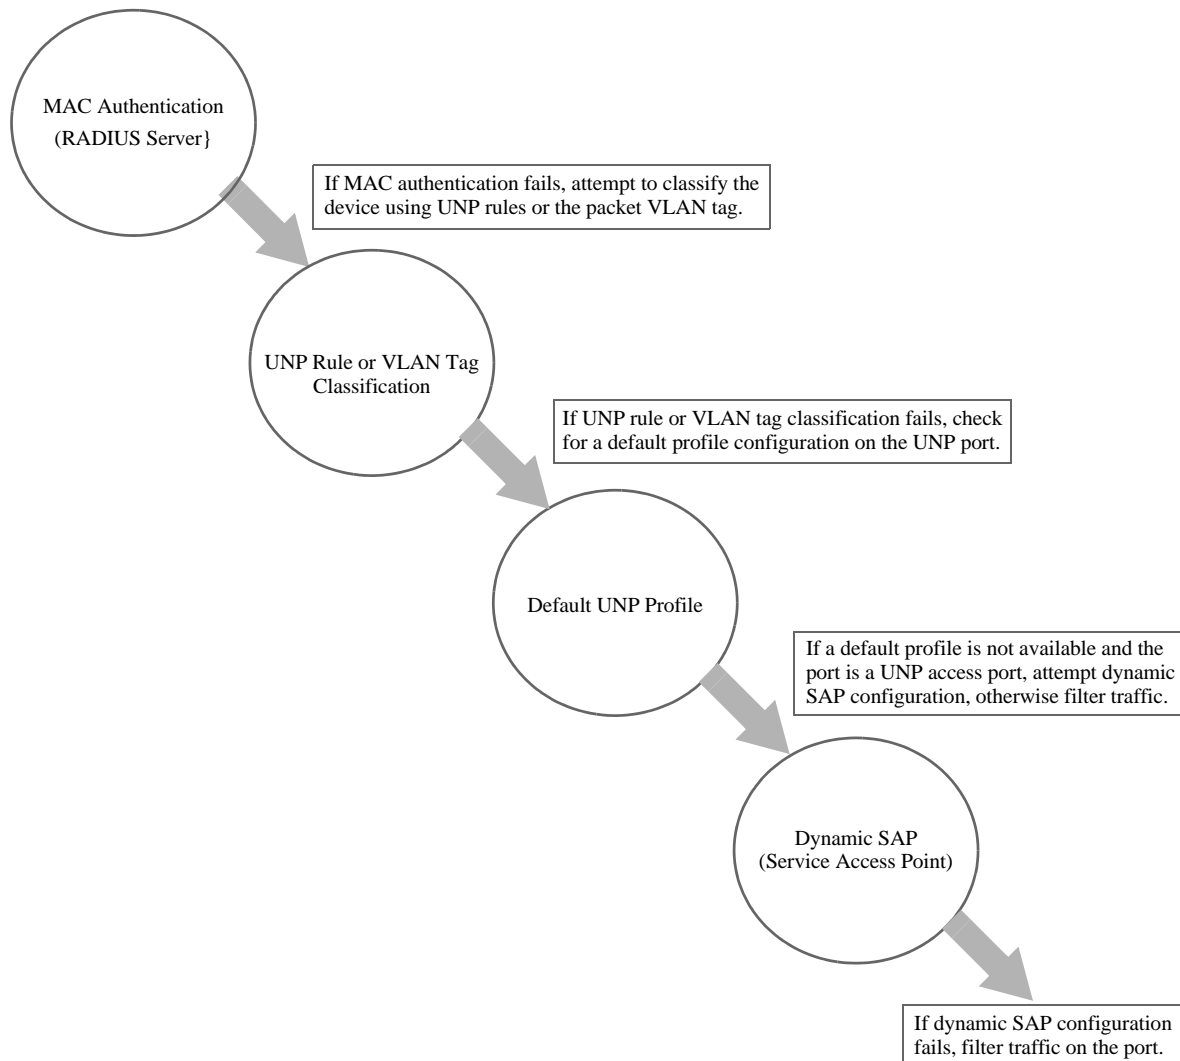 MAC Authentication
(RADIUS Server}
If MAC authentication fails, attempt to classify the
device using UNP rules or the packet VLAN tag.
UNP Rule or VLAN Tag
Classification
If UNP rule or VLAN tag classification fails, check
for a default profile configuration on the UNP port.
Default UNP Profile
If a default profile is not available and the
port is a UNP access port, attempt dynamic
SAP configuration, otherwise filter traffic.
Dynamic SAP
(Service Access Point)
If dynamic SAP configuration
fails, filter traffic on the port.